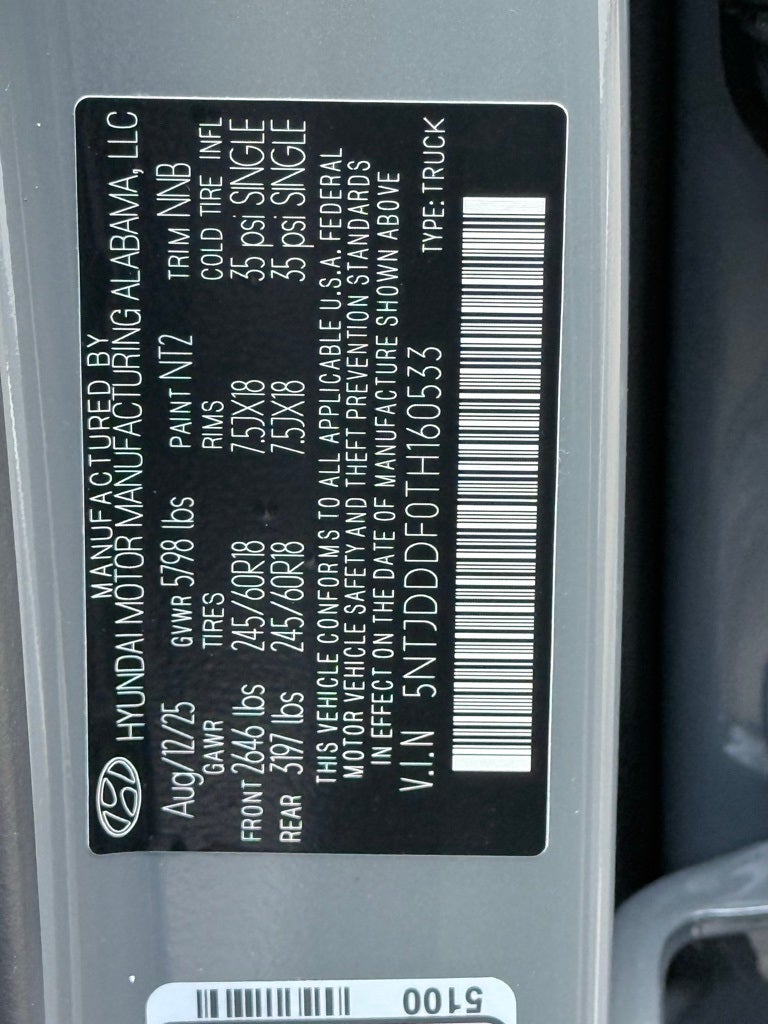 MANUFACTURED BY
HYUNDAI MOTOR MANUFACTURING ALABAMA, LLC
Aug/12/25 GVWR 5798 lbs PAINT NT2 TRIM NNB
GAWR TIRES RIMS COLD TIRE INFL
FRONT 2646 lbs 245/60R18 7.5JX18 35 psi SINGLE
REAR 3197 lbs 245/60R18 7.5JX18 35 psi SINGLE
THIS VEHICLE CONFORMS TO ALL APPLICABLE U.S.A. FEDERAL
MOTOR VEHICLE SAFETY AND THEFT PREVENTION STANDARDS
IN EFFECT ON THE DATE OF MANUFACTURE SHOWN ABOVE
V.I.N 5NTJDDDF0TH160533 TYPE: TRUCK
5100